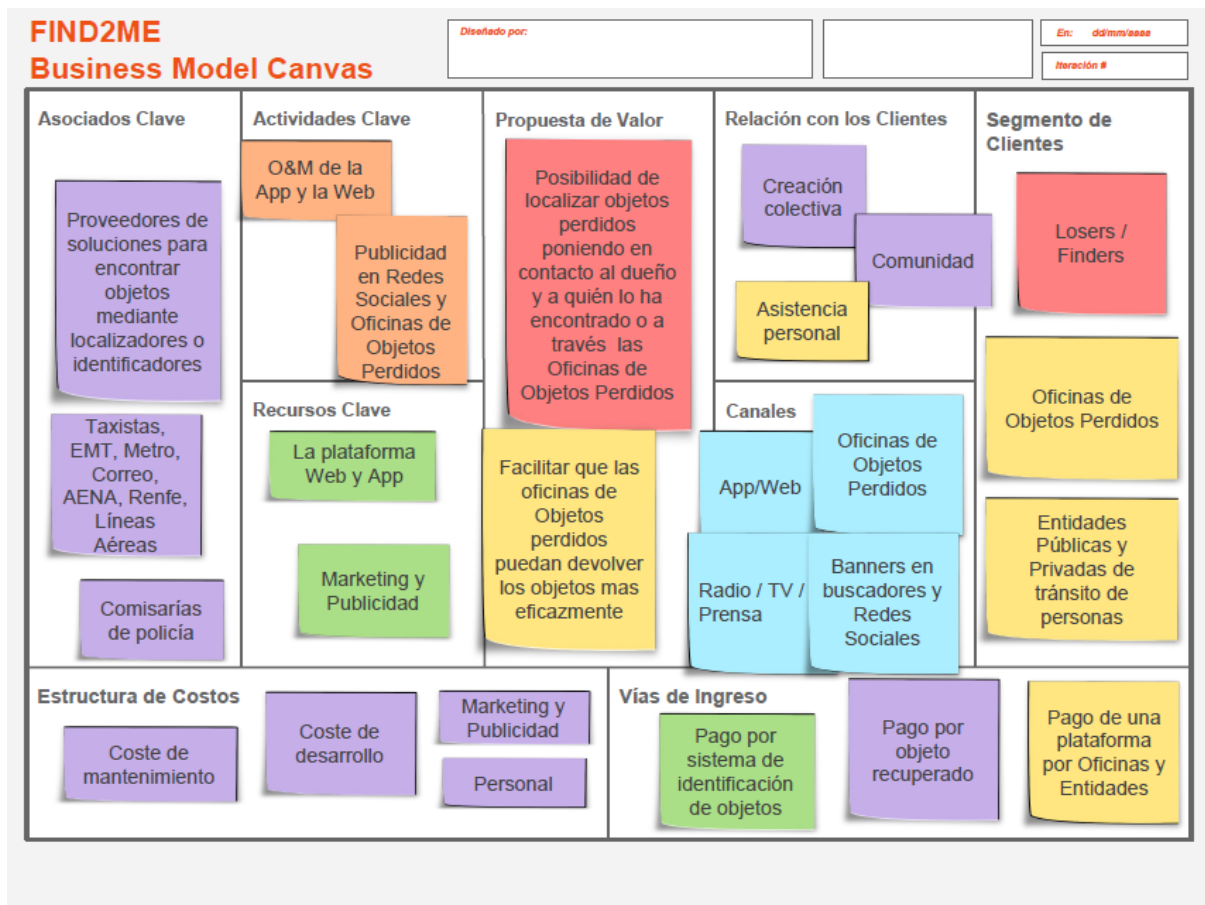 FIND2ME
Business Model Canvas
Diseñado por:
En: dd/mm/aaaa
Iteración #
Asociados Clave
Proveedores de
soluciones para
encontrar
objetos
mediante
localizadores o
identificadores
Taxistas,
EMT, Metro,
Correo,
AENA, Renfe,
Líneas
Aéreas
Comisarías
de policía
Actividades Clave
O&M de la
App y la Web
Publicidad
en Redes
Sociales y
Oficinas de
Objetos
Perdidos
Recursos Clave
La plataforma
Web y App
Marketing y
Publicidad
Propuesta de Valor
Posibilidad de
localizar objetos
perdidos
poniendo en
contacto al dueño
y a quién lo ha
encontrado o a
través las
Oficinas de
Objetos Perdidos
Facilitar que las
oficinas de
Objetos
perdidos
puedan devolver
los objetos mas
eficazmente
Relación con los Clientes
Creación
colectiva
Comunidad
Asistencia
personal
Canales
App/Web
Oficinas de
Objetos
Perdidos
Radio / TV /
Prensa
Banners en
buscadores y
Redes
Sociales
Segmento de
Clientes
Losers /
Finders
Oficinas de
Objetos Perdidos
Entidades
Públicas y
Privadas de
tránsito de
personas
Estructura de Costos
Coste de
mantenimiento
Coste de
desarrollo
Marketing y
Publicidad
Personal
Vías de Ingreso
Pago por
sistema de
identificación
de objetos
Pago por
objeto
recuperado
Pago de una
plataforma
por Oficinas y
Entidades